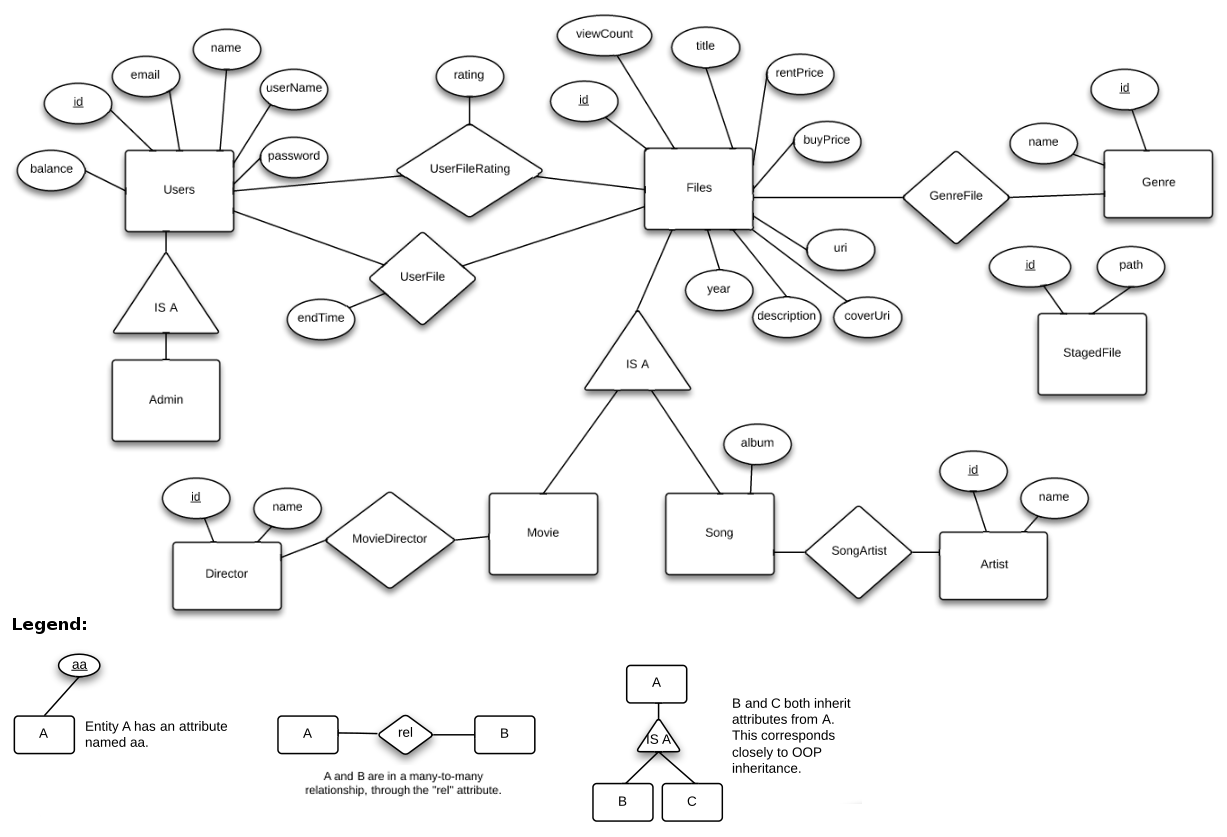 viewCount
title
name
email
rating
rentPrice
userName
id
id
id
buyPrice
name
password
balance
Users
UserFileRating
Files
GenreFile
Genre
uri
UserFile
id
path
year
endTime
description
coverUri
IS A
StagedFile
IS A
Admin
album
id
name
id
name
Director
MovieDirector
Movie
Song
SongArtist
Artist
Legend:
aa
A
Entity A has an attribute
named aa.
A
rel
B
A and B are in a many-to-many
relationship, through the "rel" attribute.
A
IS A
B
C
B and C both inherit
attributes from A.
This corresponds
closely to OOP
inheritance.